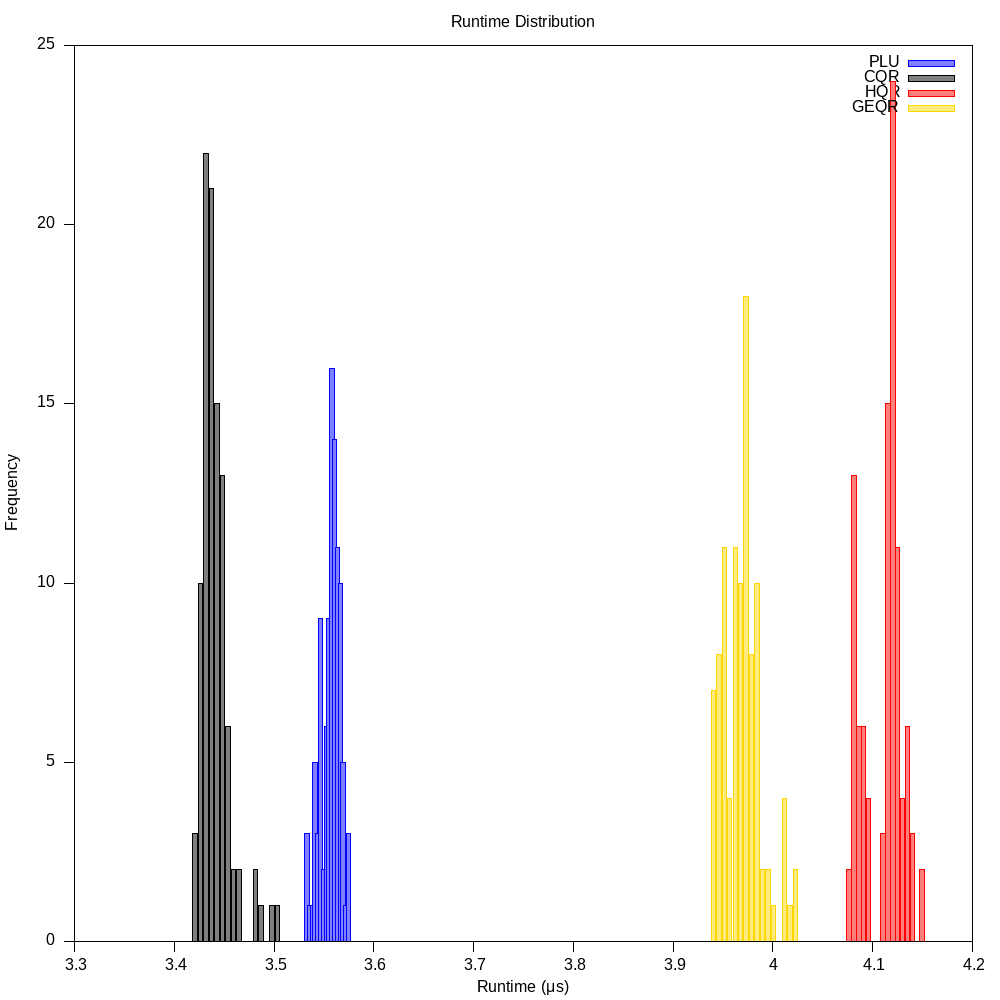 Runtime Distribution
25
20
15
10
5
0
Frequency
PLU
CQR
HQR
GEQR
3.3 3.4 3.5 3.6 3.7 3.8 3.9 4 4.1 4.2
Runtime (µs)